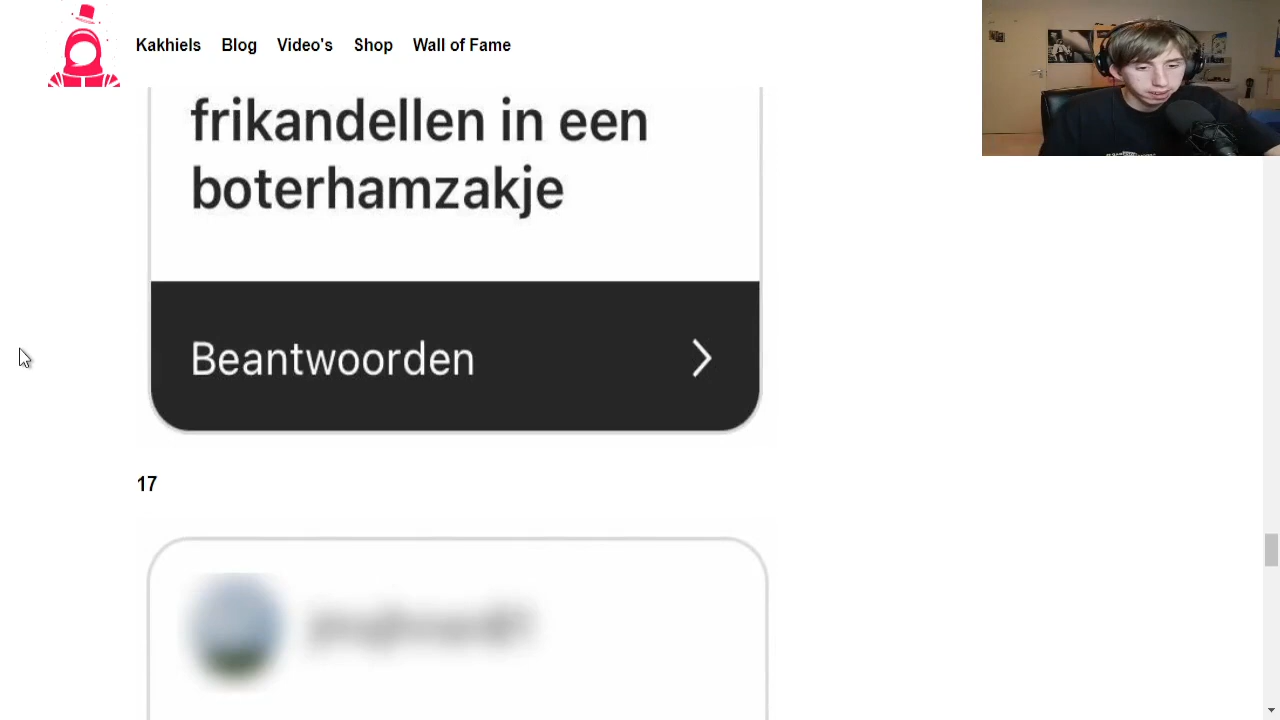 Kakhiels Blog Video's Shop Wall of Fame
frikandellen in een
boterhamzakje
Beantwoorden
17